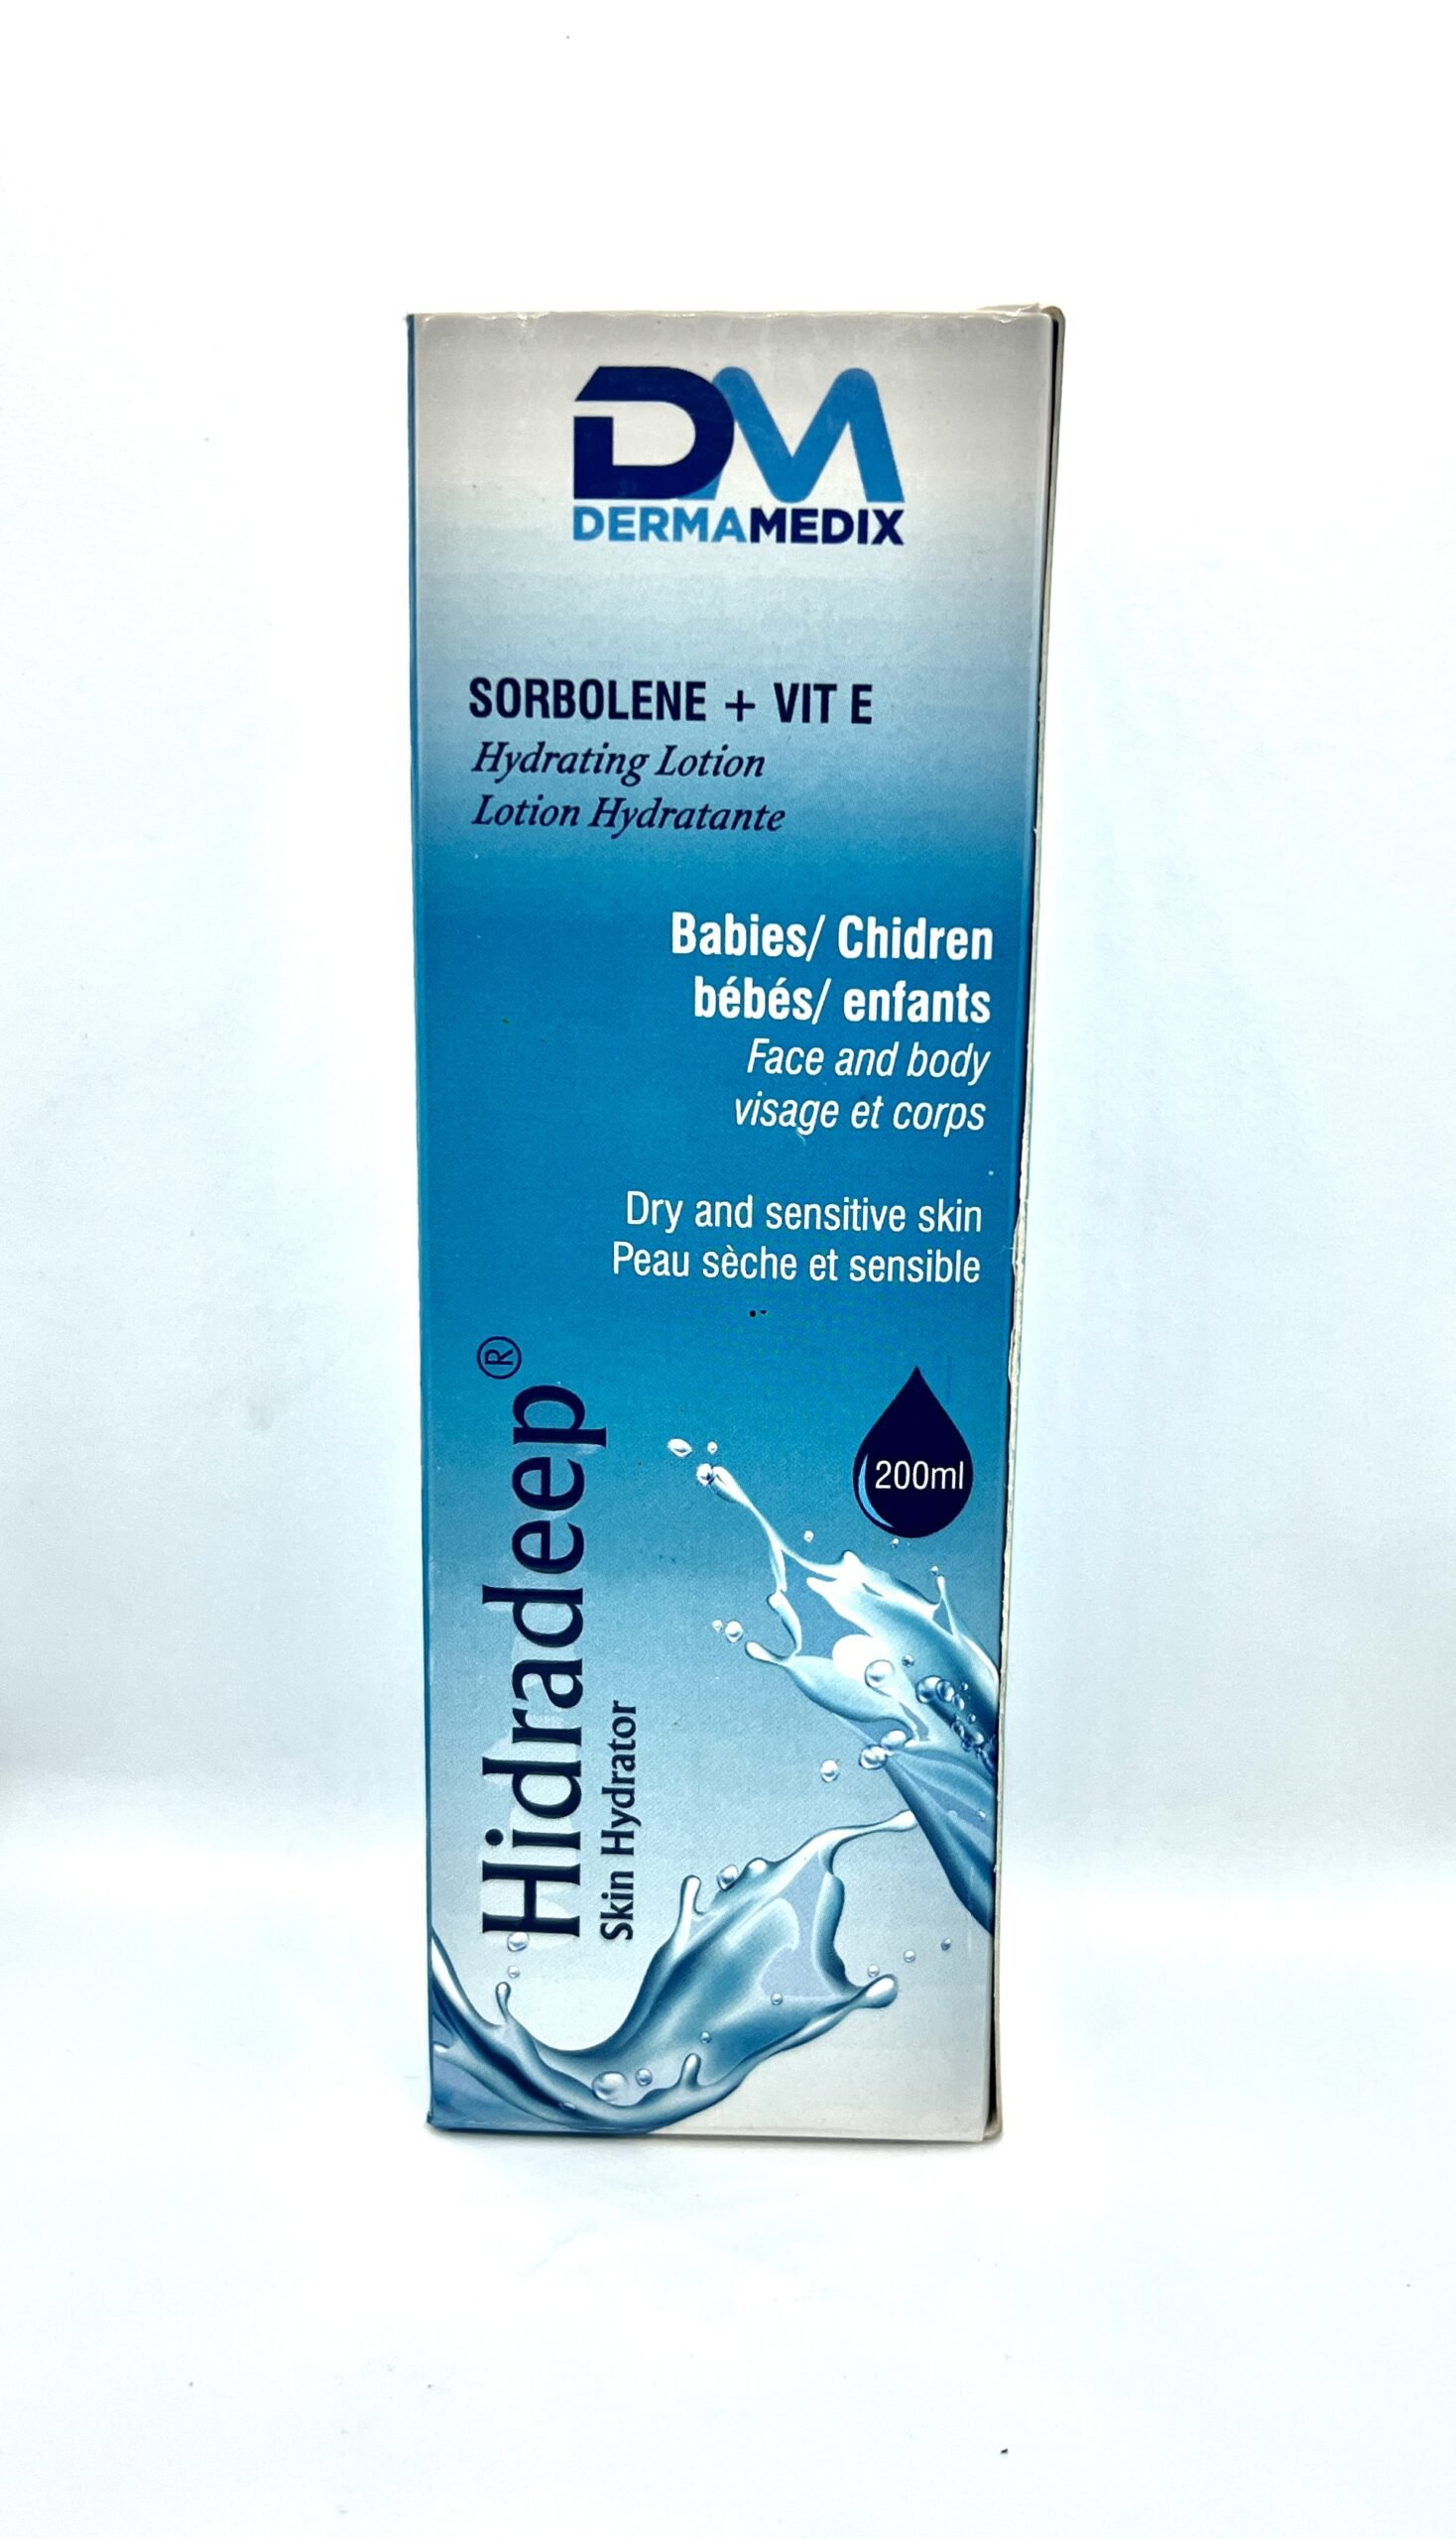 DM
DERMAMEDIX
SORBOLENE + VIT E
Hydrating Lotion
Lotion Hydratante
Babies/ Chidren
bébés/ enfants
Face and body
visage et corps
Dry and sensitive skin
Peau sèche et sensible
200ml
Hidradeep®
Skin Hydrator